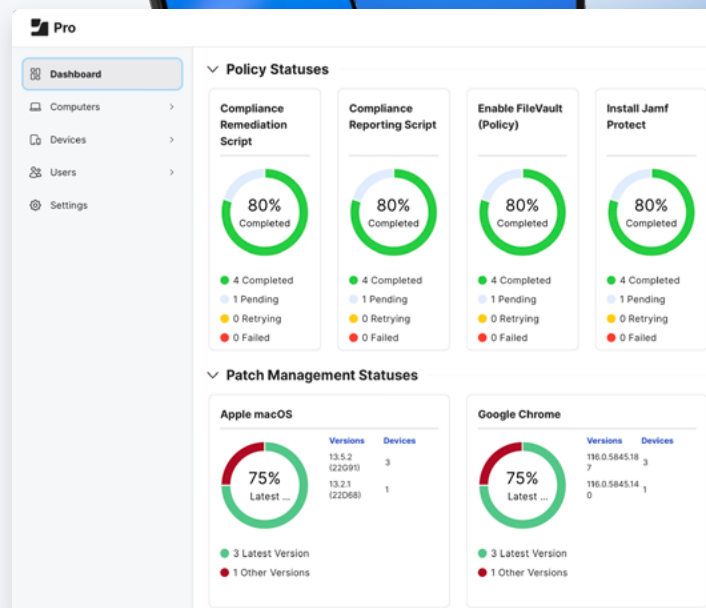 Pro
Dashboard
Computers
Devices
Users
Settings
Policy Statuses
Compliance
Remediation
Script
80%
Completed
4 Completed
1 Pending
0 Retrying
0 Failed
Compliance
Reporting Script
80%
Completed
4 Completed
1 Pending
0 Retrying
0 Failed
Enable FileVault
(Policy)
80%
Completed
4 Completed
1 Pending
0 Retrying
0 Failed
Install Jamf
Protect
80%
Completed
4 Completed
1 Pending
0 Retrying
0 Failed
Patch Management Statuses
Apple macOS
75%
Latest ...
Versions Devices
13.5.2
(22G91) 3
13.2.1
(22D68) 1
3 Latest Version
1 Other Versions
Google Chrome
75%
Latest ...
Versions Devices
116.0.5845.18
7 3
116.0.5845.14
0 1
3 Latest Version
1 Other Versions